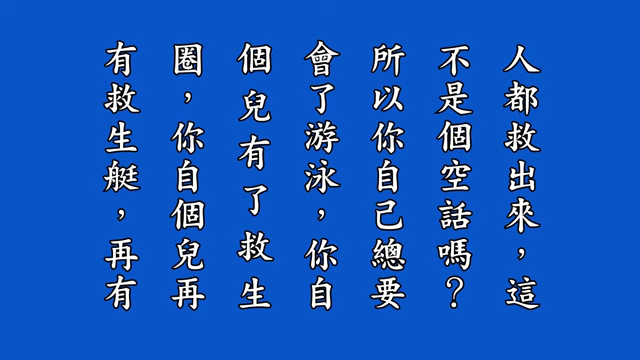 人都救出來，這
不是個空話嗎？
所以你自己總要
會了游泳，你自
個兒有了救生
圈，你自個兒再
有救生艇，再有